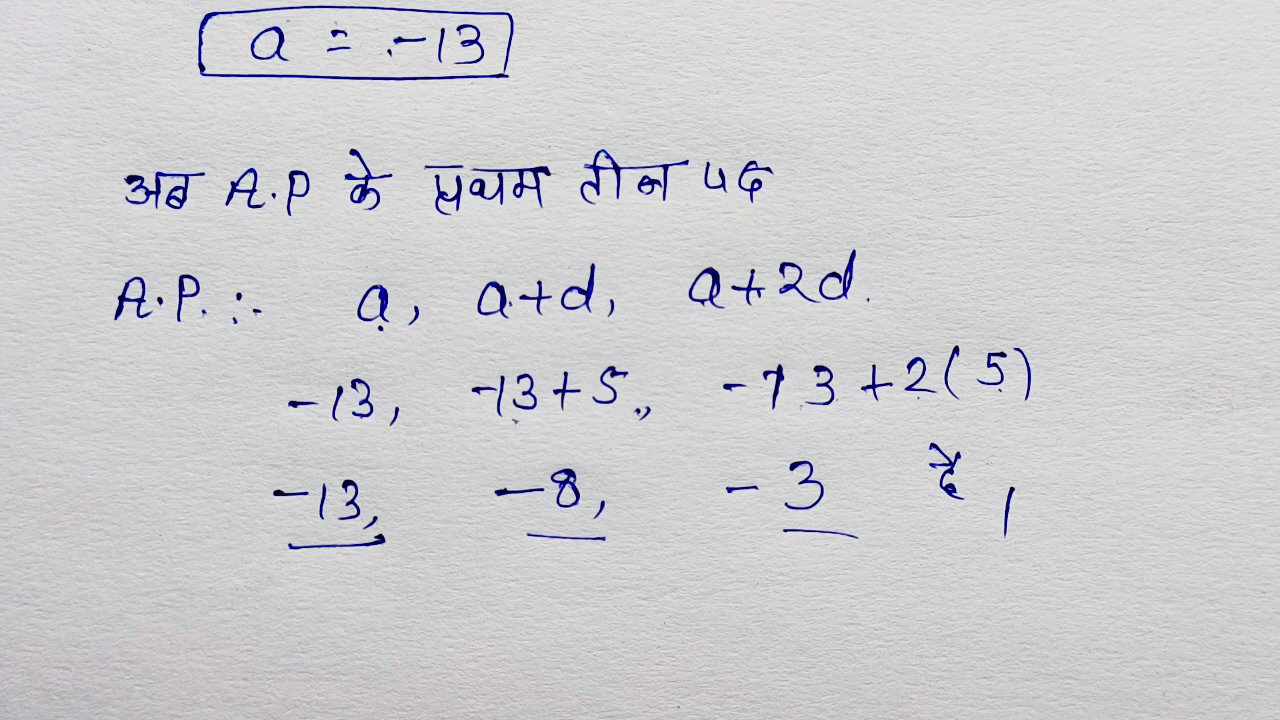 a = -13
अब A.P के प्रथम तीन पद
A.P. :- a, a+d, a+2d.
-13, -13+5, -13+2(5)
-13, -8, -3 है।